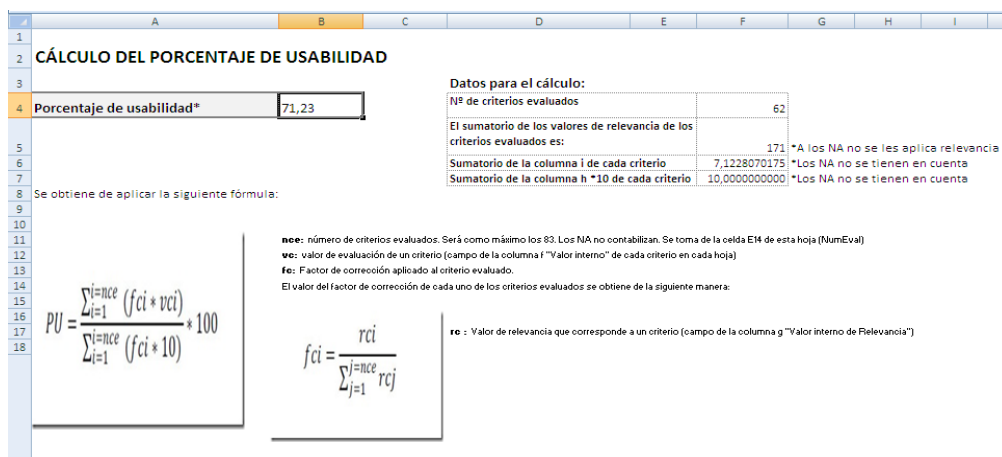 A B C D E F G H I
1
2 CÁLCULO DEL PORCENTAJE DE USABILIDAD
3 Datos para el cálculo:
4 Porcentaje de usabilidad* 71,23 Nº de criterios evaluados 62
El sumatorio de los valores de relevancia de los
5 criterios evaluados es: 171 *A los NA no se les aplica relevancia
6 Sumatorio de la columna i de cada criterio 7,1228070175 *Los NA no se tienen en cuenta
7 Sumatorio de la columna h *10 de cada criterio 10,0000000000 *Los NA no se tienen en cuenta
8 Se obtiene de aplicar la siguiente fórmula:
9
10
11 nce: número de criterios evaluados. Será como máximo los 83. Los NA no contabilizan. Se toma de la celda E14 de esta hoja (NumEval)
12 vc: valor de evaluación de un criterio (campo de la columna f "Valor interno" de cada criterio en cada hoja)
13 fc: Factor de corrección aplicado al criterio evaluado.
14 El valor del factor de corrección de cada uno de los criterios evaluados se obtiene de la siguiente manera:
15
16
17 rc : Valor de relevancia que corresponde a un criterio (campo de la columna g "Valor interno de Relevancia")
18
PU = ∑i=1 i=nce (fci * vci) / ∑i=1 i=nce (fci * 10) * 100
fci = rci / ∑j=1 j=nce rcj